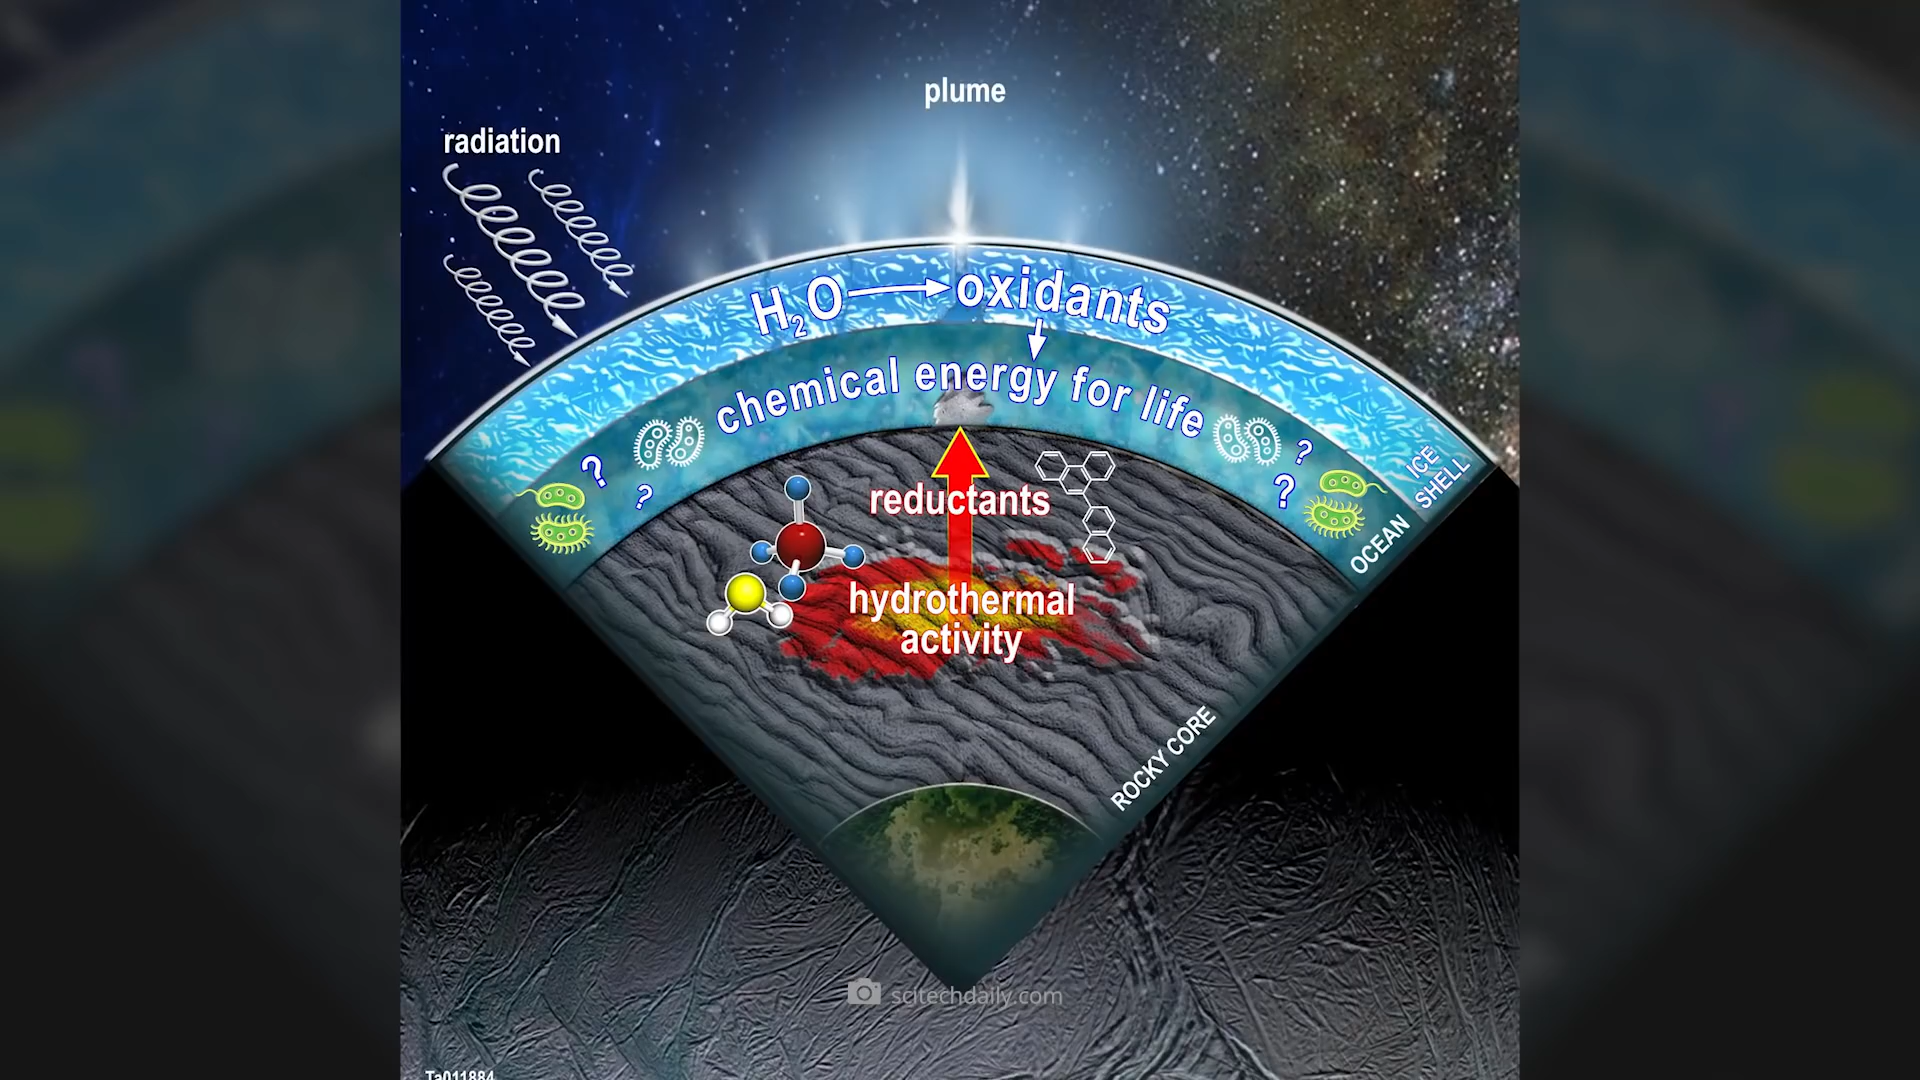 plume
radiation
H₂O → oxidants
chemical energy for life
? ?
? ?
ICE
SHELL
OCEAN
reductants
hydrothermal
activity
ROCKY CORE
scitechdaily.com
Ta011884